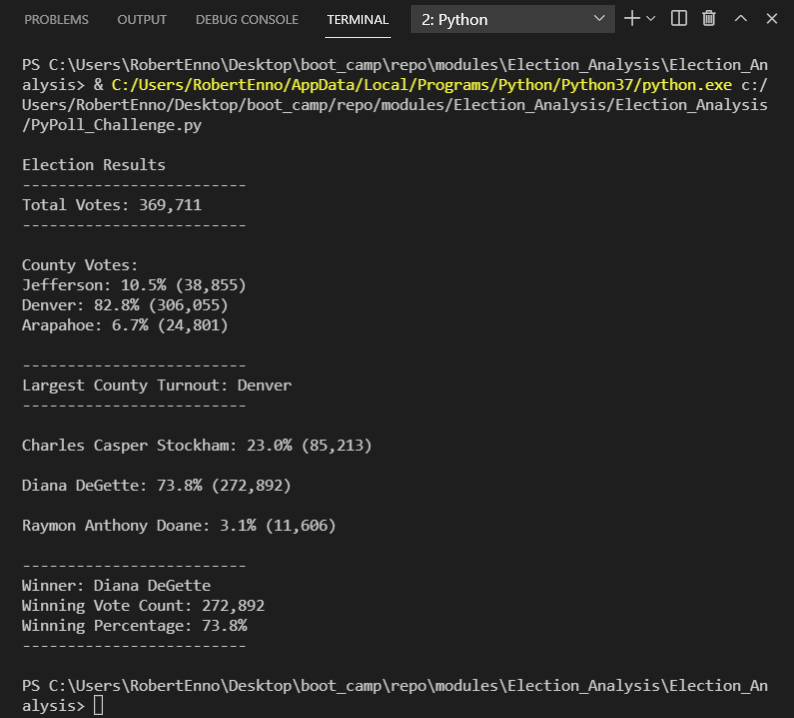 PROBLEMS OUTPUT DEBUG CONSOLE TERMINAL 2: Python
PS C:\Users\RobertEnno\Desktop\boot_camp\repo\modules\Election_Analysis\Election_An
alysis> & C:/Users/RobertEnno/AppData/Local/Programs/Python/Python37/python.exe c:/
Users/RobertEnno/Desktop/boot_camp/repo/modules/Election_Analysis/Election_Analysis
/PyPoll_Challenge.py
Election Results
-------------------------
Total Votes: 369,711
-------------------------
County Votes:
Jefferson: 10.5% (38,855)
Denver: 82.8% (306,055)
Arapahoe: 6.7% (24,801)
-------------------------
Largest County Turnout: Denver
-------------------------
Charles Casper Stockham: 23.0% (85,213)
Diana DeGette: 73.8% (272,892)
Raymon Anthony Doane: 3.1% (11,606)
-------------------------
Winner: Diana DeGette
Winning Vote Count: 272,892
Winning Percentage: 73.8%
-------------------------
PS C:\Users\RobertEnno\Desktop\boot_camp\repo\modules\Election_Analysis\Election_An
alysis>